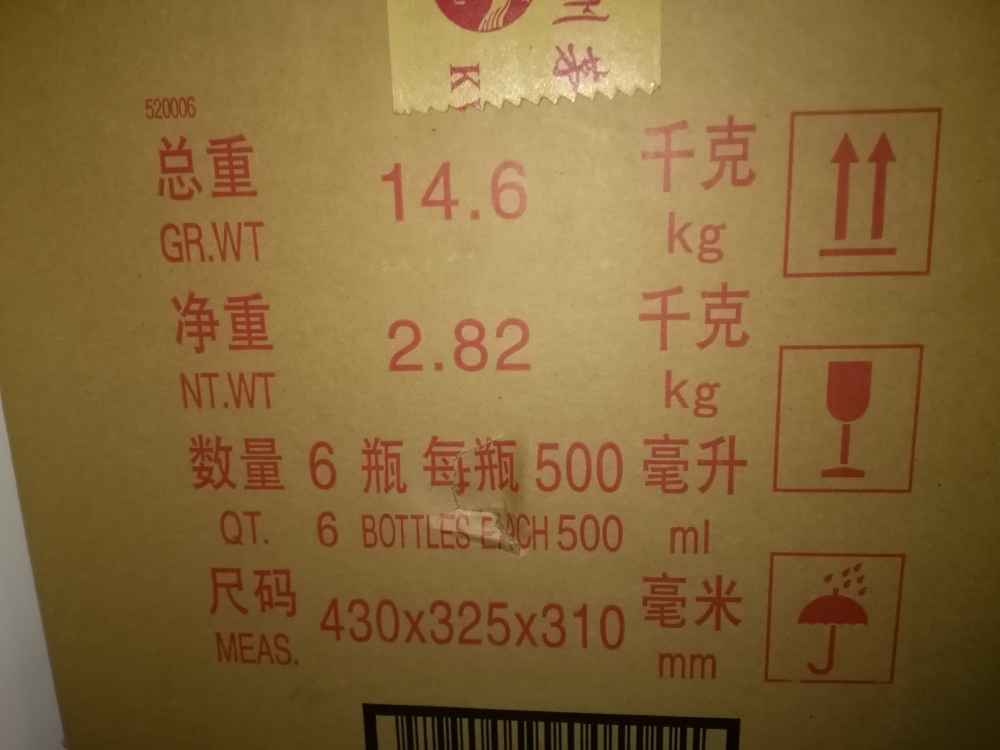 520006
总重 14.6 千克
GR.WT kg
净重 2.82 千克
NT.WT kg
数量 6 瓶 每瓶 500 毫升
QT. 6 BOTTLES EACH 500 ml
尺码 430x325x310 毫米
MEAS. mm